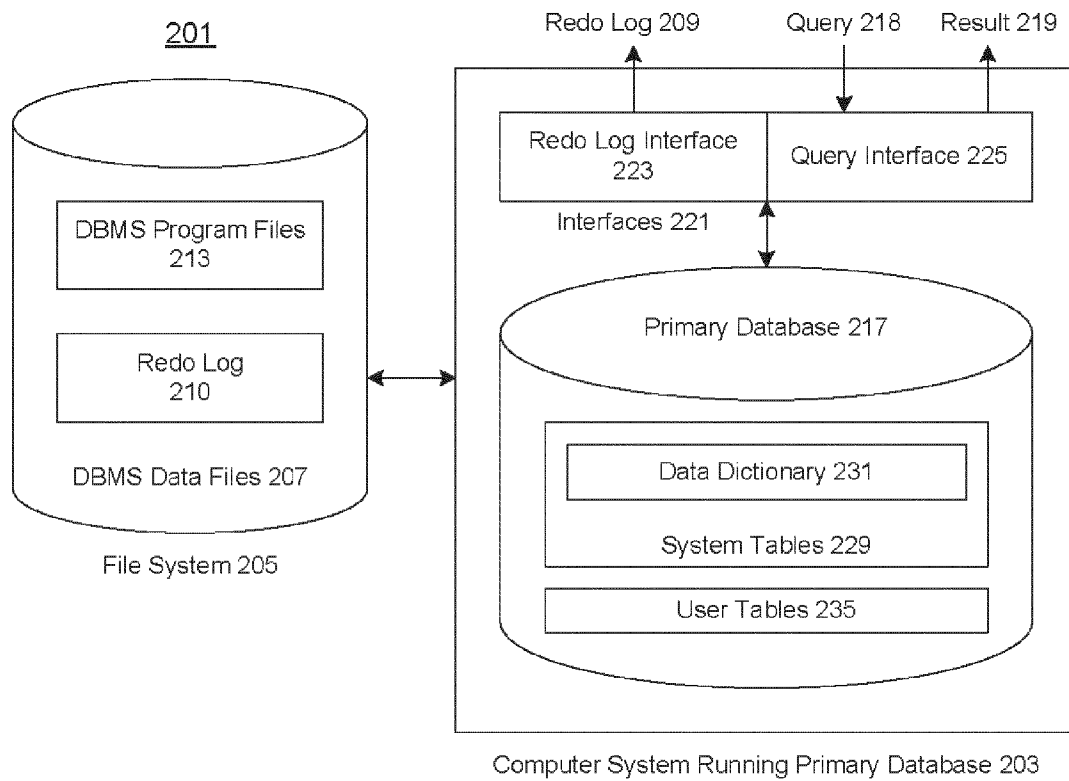 201
Redo Log 209
Query 218
Result 219
DBMS Program Files
213
Redo Log
210
DBMS Data Files 207
File System 205
Redo Log Interface
223
Query Interface 225
Interfaces 221
Primary Database 217
Data Dictionary 231
System Tables 229
User Tables 235
Computer System Running Primary Database 203